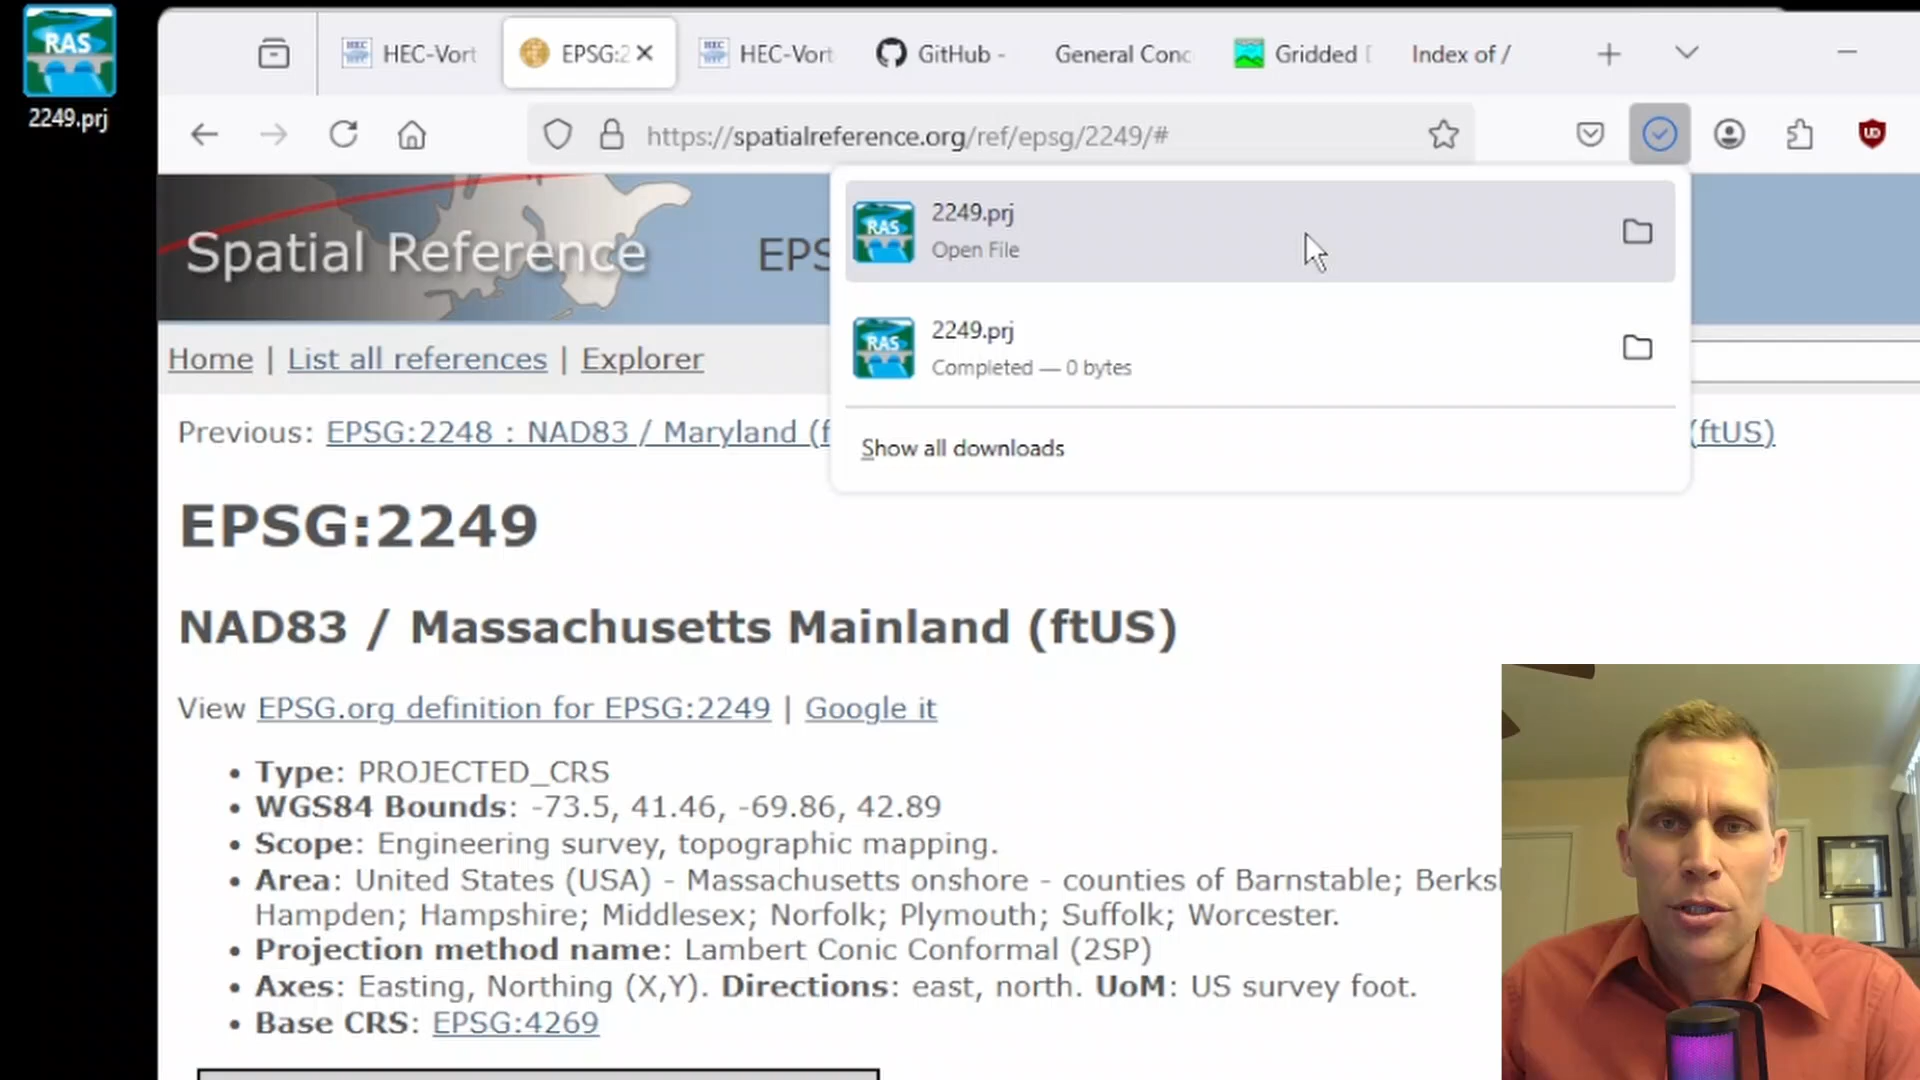 RAS
2249.prj
HEC-Vort
EPSG:2
HEC-Vort
GitHub -
General Conc
Gridded
Index of /
https://spatialreference.org/ref/epsg/2249/#
UD
Spatial Reference
EPS
RAS
2249.prj
Open File
RAS
2249.prj
Completed — 0 bytes
Show all downloads
Home | List all references | Explorer
Previous: EPSG:2248 : NAD83 / Maryland (f
(ftUS)
EPSG:2249
NAD83 / Massachusetts Mainland (ftUS)
View EPSG.org definition for EPSG:2249 | Google it
• Type: PROJECTED_CRS
• WGS84 Bounds: -73.5, 41.46, -69.86, 42.89
• Scope: Engineering survey, topographic mapping.
• Area: United States (USA) - Massachusetts onshore - counties of Barnstable; Berks
Hampden; Hampshire; Middlesex; Norfolk; Plymouth; Suffolk; Worcester.
• Projection method name: Lambert Conic Conformal (2SP)
• Axes: Easting, Northing (X,Y). Directions: east, north. UoM: US survey foot.
• Base CRS: EPSG:4269